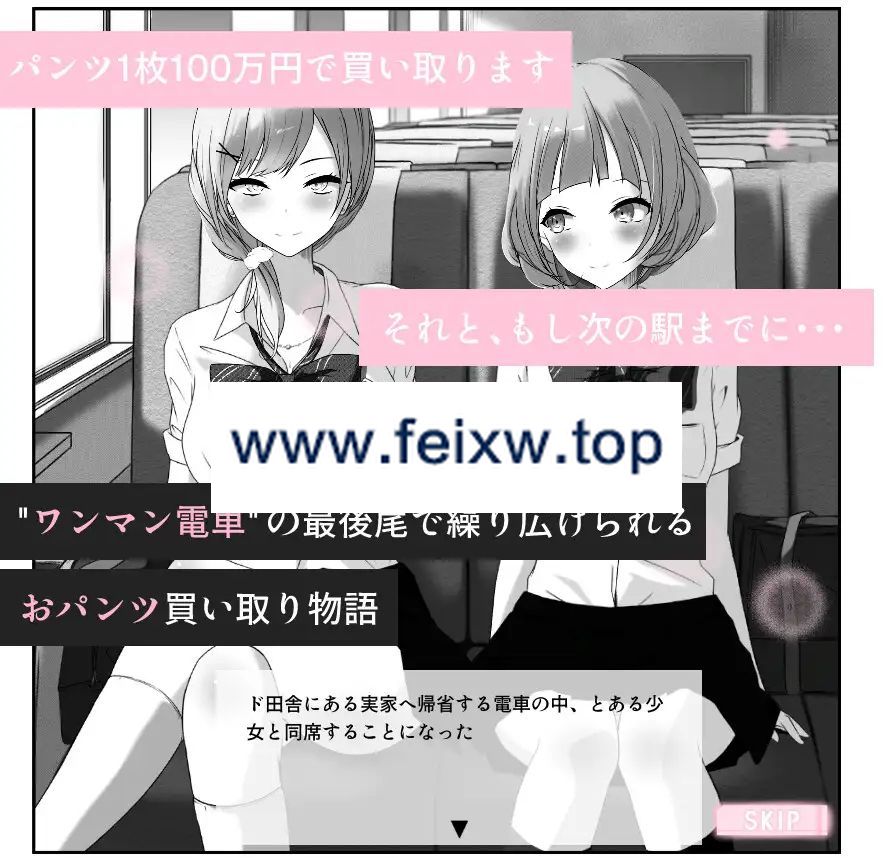 パンツ1枚100万円で買い取ります
それと、もし次の駅までに･･･
www.feixw.top
"ワンマン電車"の最後尾で繰り広げられる
おパンツ買い取り物語
ド田舎にある実家へ帰省する電車の中、とある少
女と同席することになった
▼
SKIP